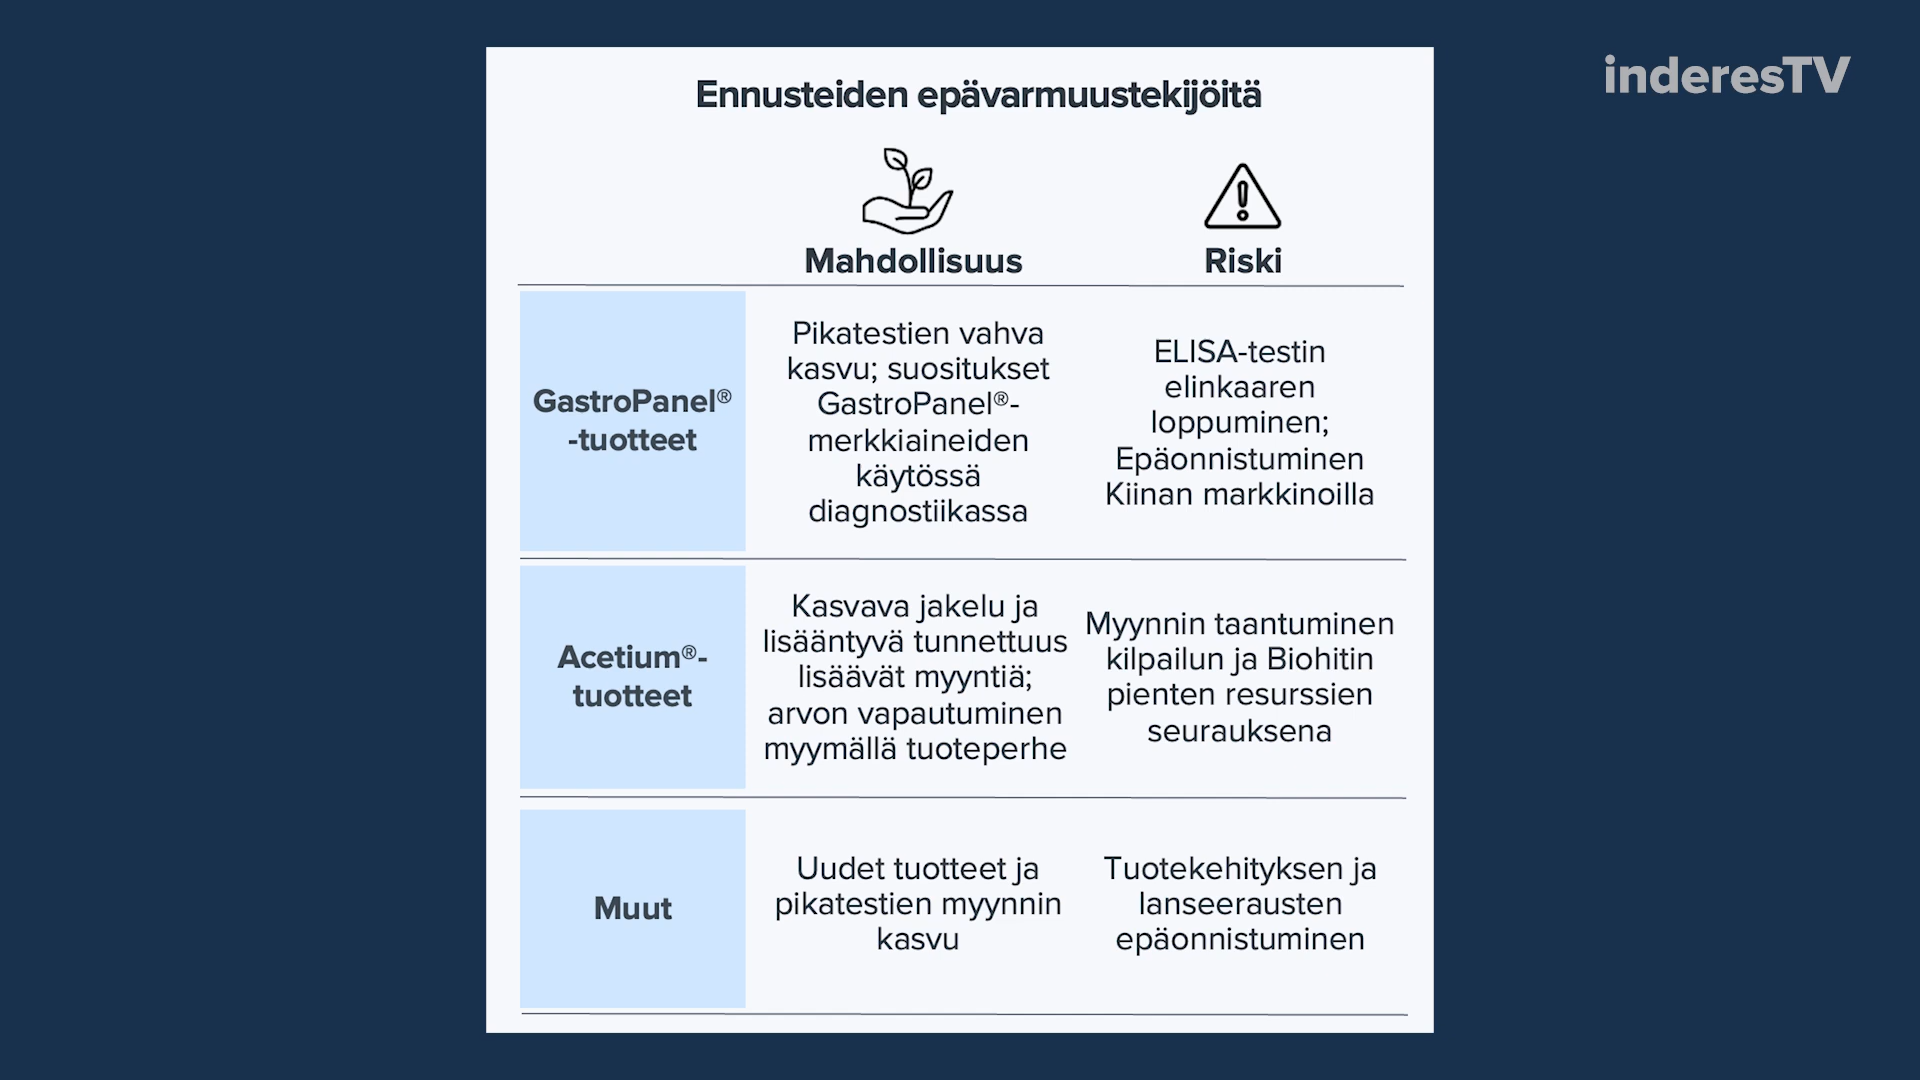 inderesTV
Ennusteiden epävarmuustekijöitä
Mahdollisuus
Riski
GastroPanel®
-tuotteet
Pikatestien vahva
kasvu; suositukset
GastroPanel®-
merkkiaineiden
käytössä
diagnostiikassa
ELISA-testin
elinkaaren
loppuminen;
Epäonnistuminen
Kiinan markkinoilla
Acetium®-
tuotteet
Kasvava jakelu ja
lisääntyvä tunnettuus
lisäävät myyntiä;
arvon vapautuminen
myymällä tuoteperhe
Myynnin taantuminen
kilpailun ja Biohitin
pienten resurssien
seurauksena
Muut
Uudet tuotteet ja
pikatestien myynnin
kasvu
Tuotekehityksen ja
lanseerausten
epäonnistuminen